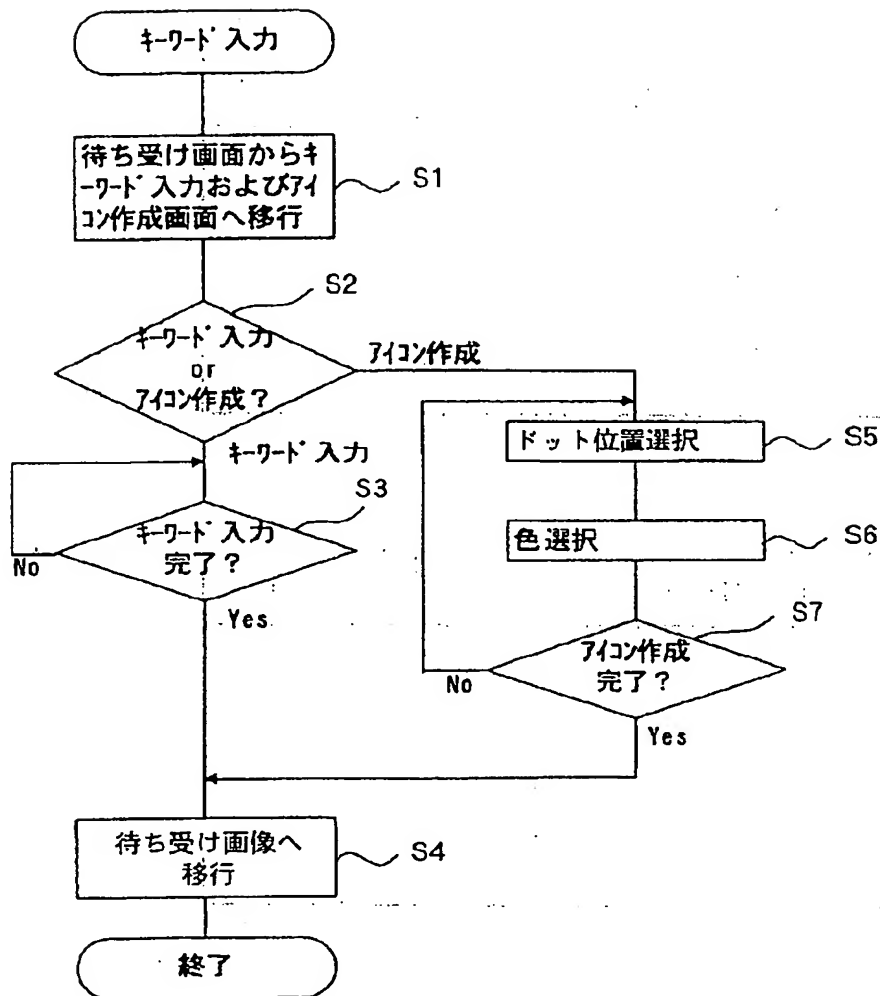 ｷｰﾜｰﾄﾞ入力
待ち受け画面からｷ
ｰﾜｰﾄﾞ入力およびｱｲ
ｺﾝ作成画面へ移行
S1
S2
ｷｰﾜｰﾄﾞ入力
or
ｱｲｺﾝ作成？
ｱｲｺﾝ作成
ｷｰﾜｰﾄﾞ入力
S3
ｷｰﾜｰﾄﾞ入力
完了？
No
Yes
ドット位置選択
S5
色選択
S6
S7
ｱｲｺﾝ作成
完了？
No
Yes
待ち受け画像へ
移行
S4
終了